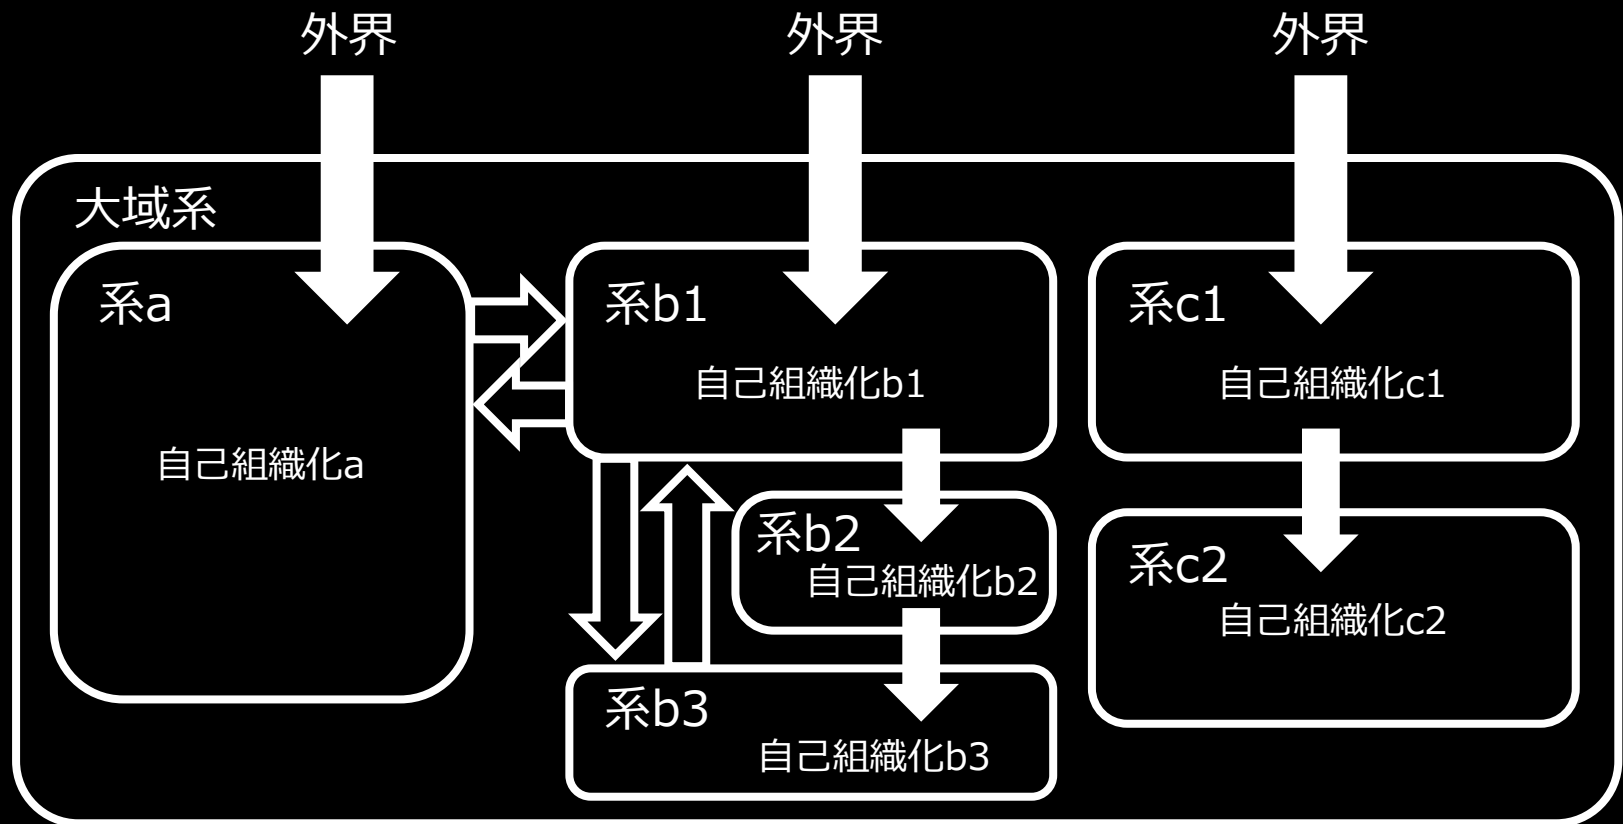 外界
外界
外界
大域系
系a
系b1
系c1
自己組織化b1
自己組織化c1
自己組織化a
系b2
自己組織化b2
系c2
自己組織化c2
系b3
自己組織化b3